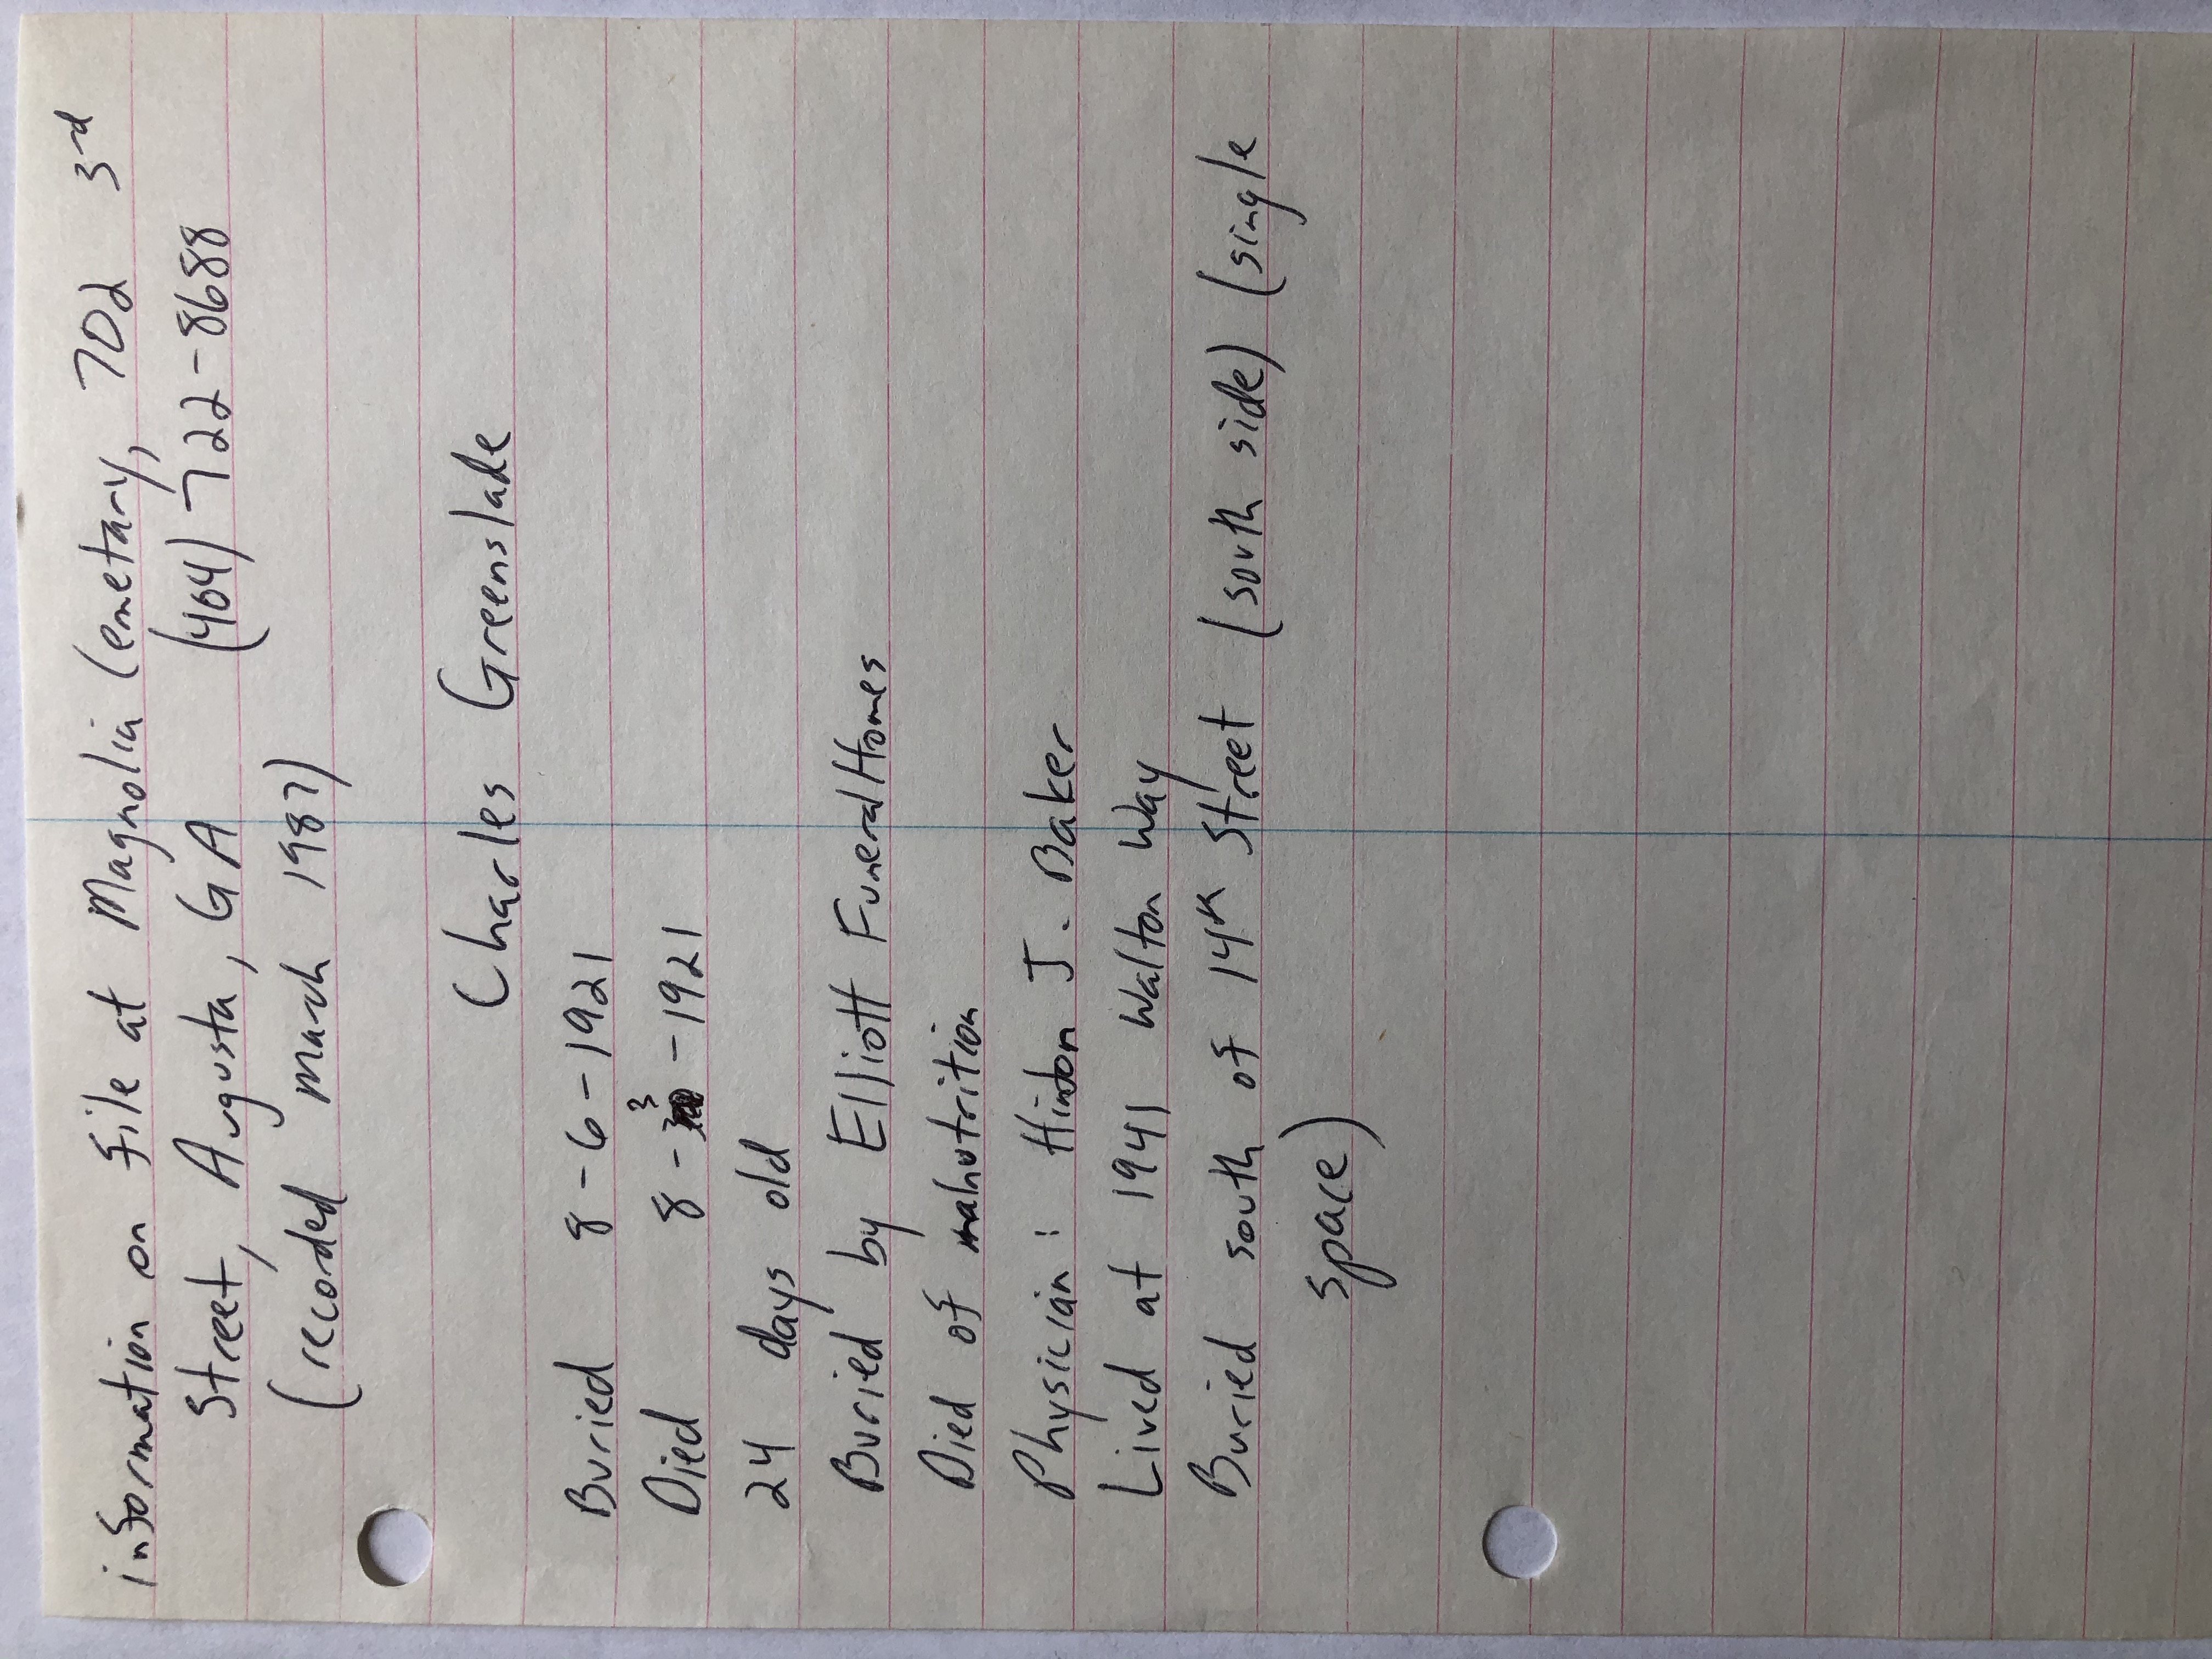 information on file at Magnolia Cemetary, 702 3rd
Street, Augusta, GA (404) 722-8688
(recorded March 1987)
Charles Greenslade
Buried 8-6-1921
Died 8-3-1921
24 days old
Buried by Elliott Funeral Homes
Died of malnutrition
Physician: Hinton J. Baker
Lived at 1941 Walton Way
Buried south of 14th Street (south side) (single
space)